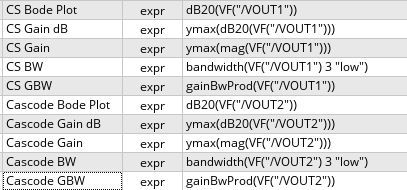 CS Bode Plot expr dB20(VF("/VOUT1"))
CS Gain dB expr ymax(dB20(VF("/VOUT1")))
CS Gain expr ymax(mag(VF("/VOUT1")))
CS BW expr bandwidth(VF("/VOUT1") 3 "low")
CS GBW expr gainBwProd(VF("/VOUT1"))
Cascode Bode Plot expr dB20(VF("/VOUT2"))
Cascode Gain dB expr ymax(dB20(VF("/VOUT2")))
Cascode Gain expr ymax(mag(VF("/VOUT2")))
Cascode BW expr bandwidth(VF("/VOUT2") 3 "low")
Cascode GBW expr gainBwProd(VF("/VOUT2"))